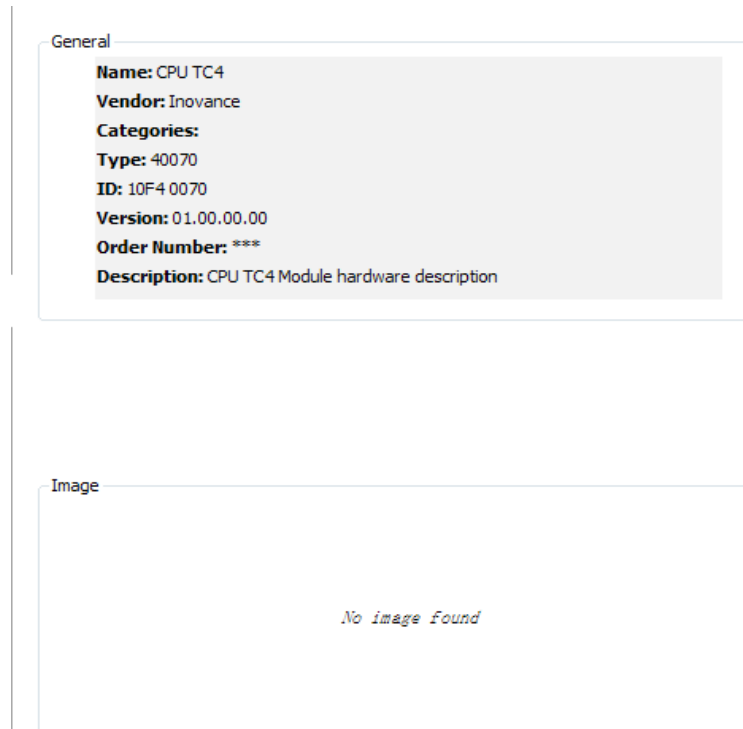 General
Name: CPU TC4
Vendor: Inovance
Categories:
Type: 40070
ID: 10F4 0070
Version: 01.00.00.00
Order Number: ***
Description: CPU TC4 Module hardware description
Image
No image found